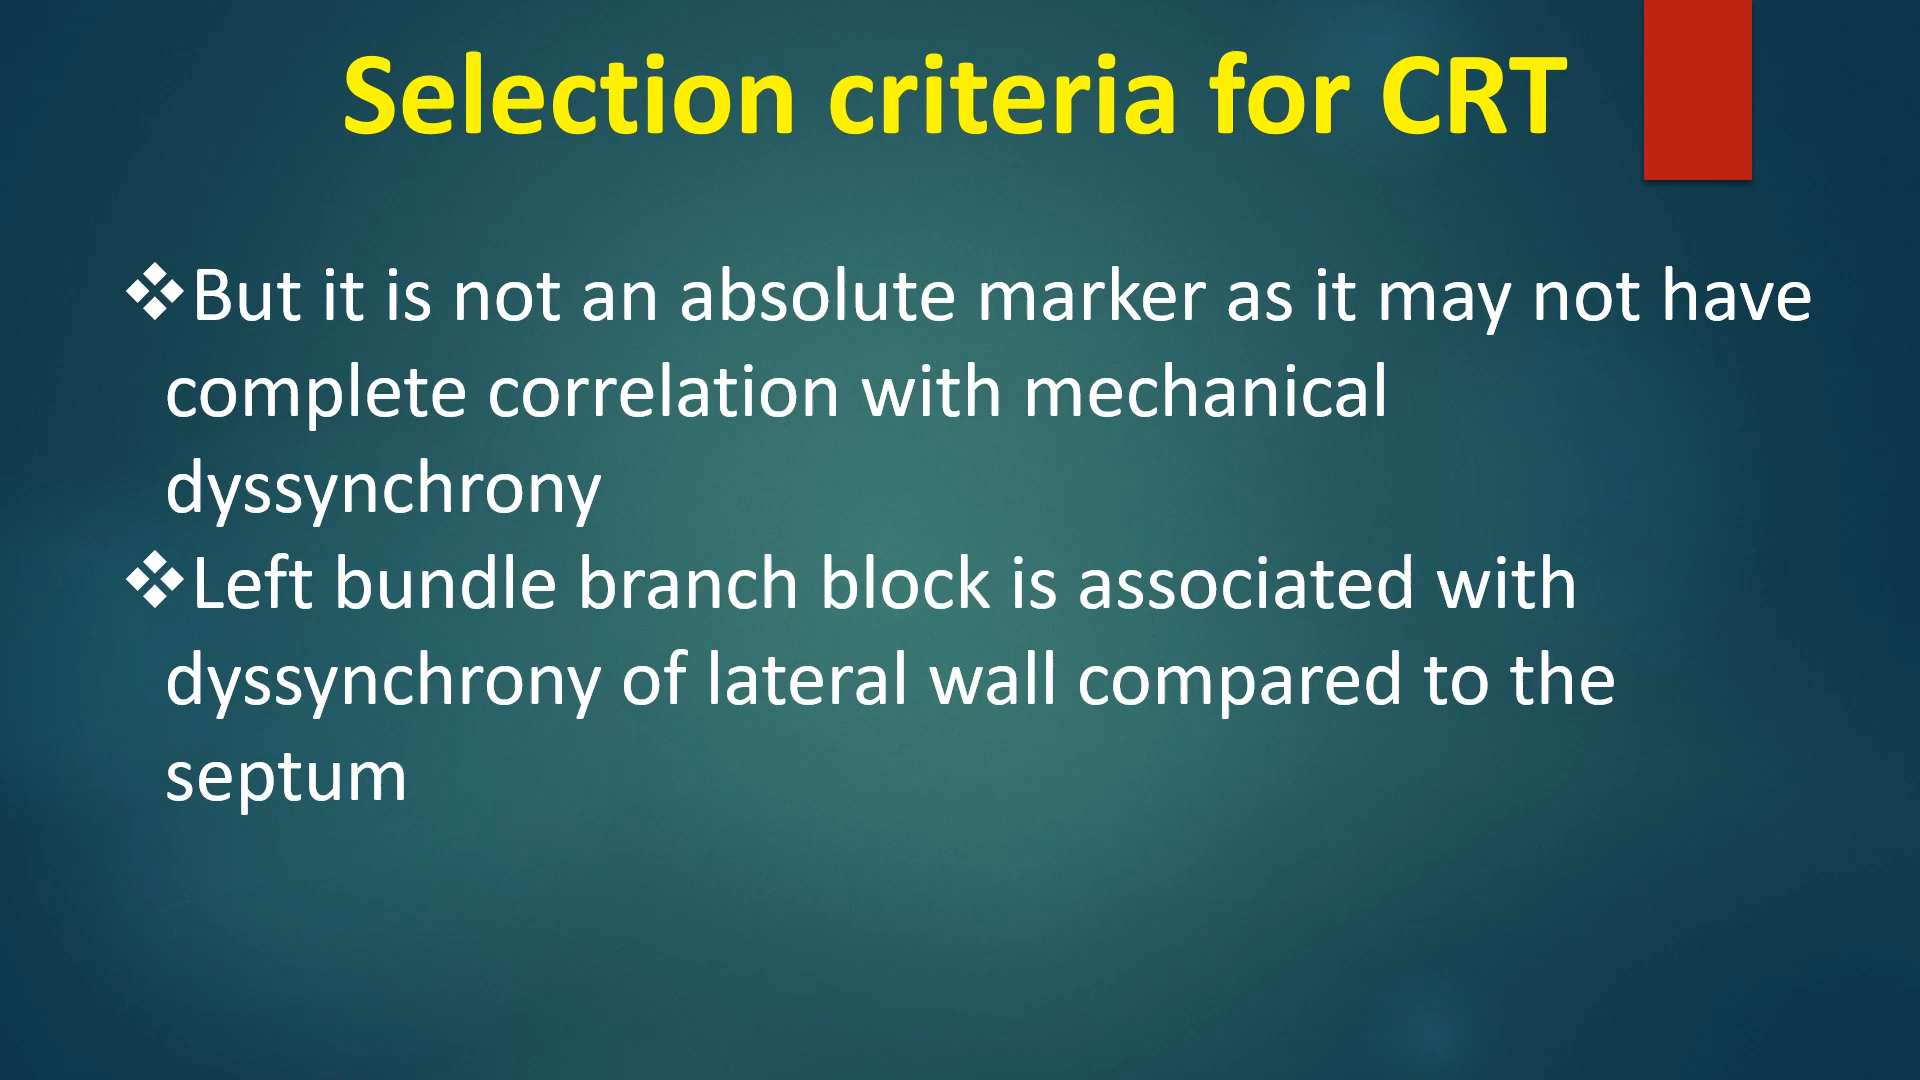 Selection criteria for CRT
❖But it is not an absolute marker as it may not have
complete correlation with mechanical
dyssynchrony
❖Left bundle branch block is associated with
dyssynchrony of lateral wall compared to the
septum